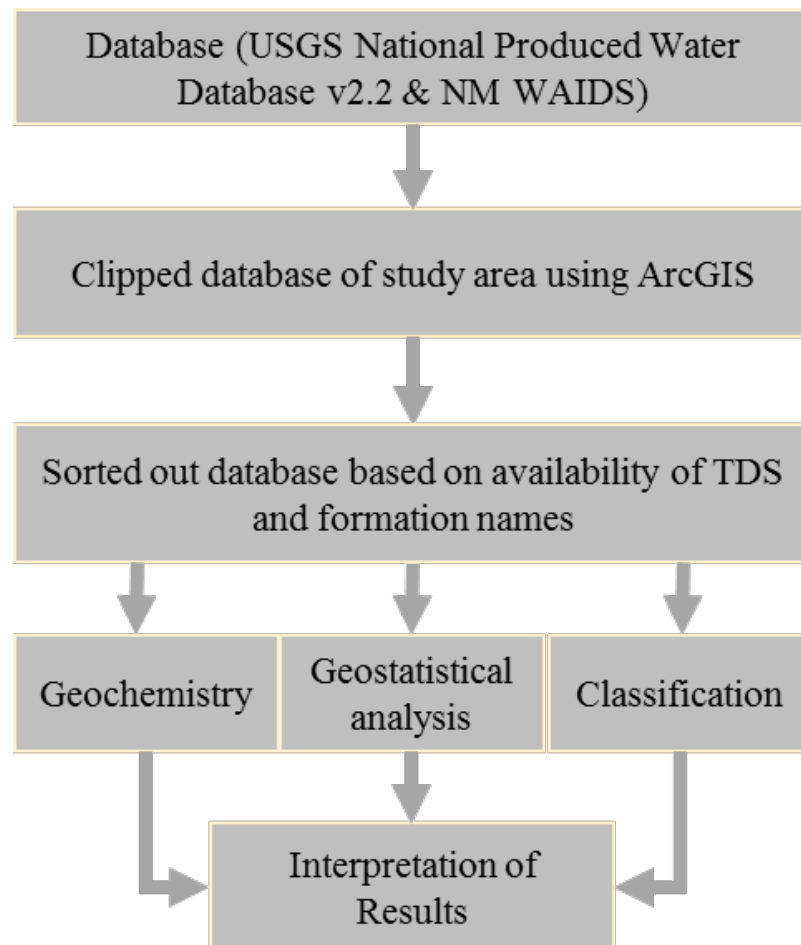 Database (USGS National Produced Water
Database v2.2 & NM WAIDS)
Clipped database of study area using ArcGIS
Sorted out database based on availability of TDS
and formation names
Geochemistry
Geostatistical
analysis
Classification
Interpretation of
Results